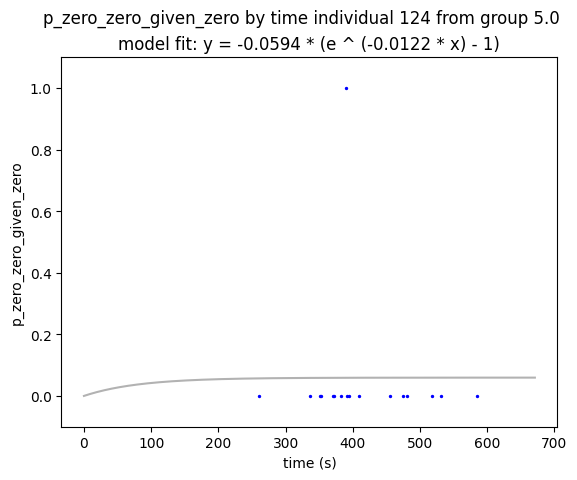 p_zero_zero_given_zero by time individual 124 from group 5.0
model fit: y = -0.0594 * (e ^ (-0.0122 * x) - 1)
1.0
0.8
0.6
0.4
0.2
0.0
p_zero_zero_given_zero
0 100 200 300 400 500 600 700
time (s)